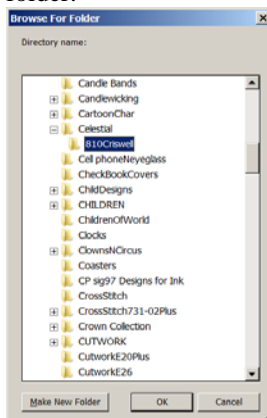 folder.
Browse For Folder
Directory name:
Candle Bands
Candlewicking
CartoonChar
Celestial
810Criswell
Cell phoneNeyeglass
CheckBookCovers
ChildDesigns
CHILDREN
ChildrenOfWorld
Clocks
ClownsNCircus
Coasters
CP sig97 Designs for Ink
CrossStitch
CrossStitch731-02Plus
Crown Collection
CUTWORK
CutworkE20Plus
CutworkE26
Make New Folder OK Cancel